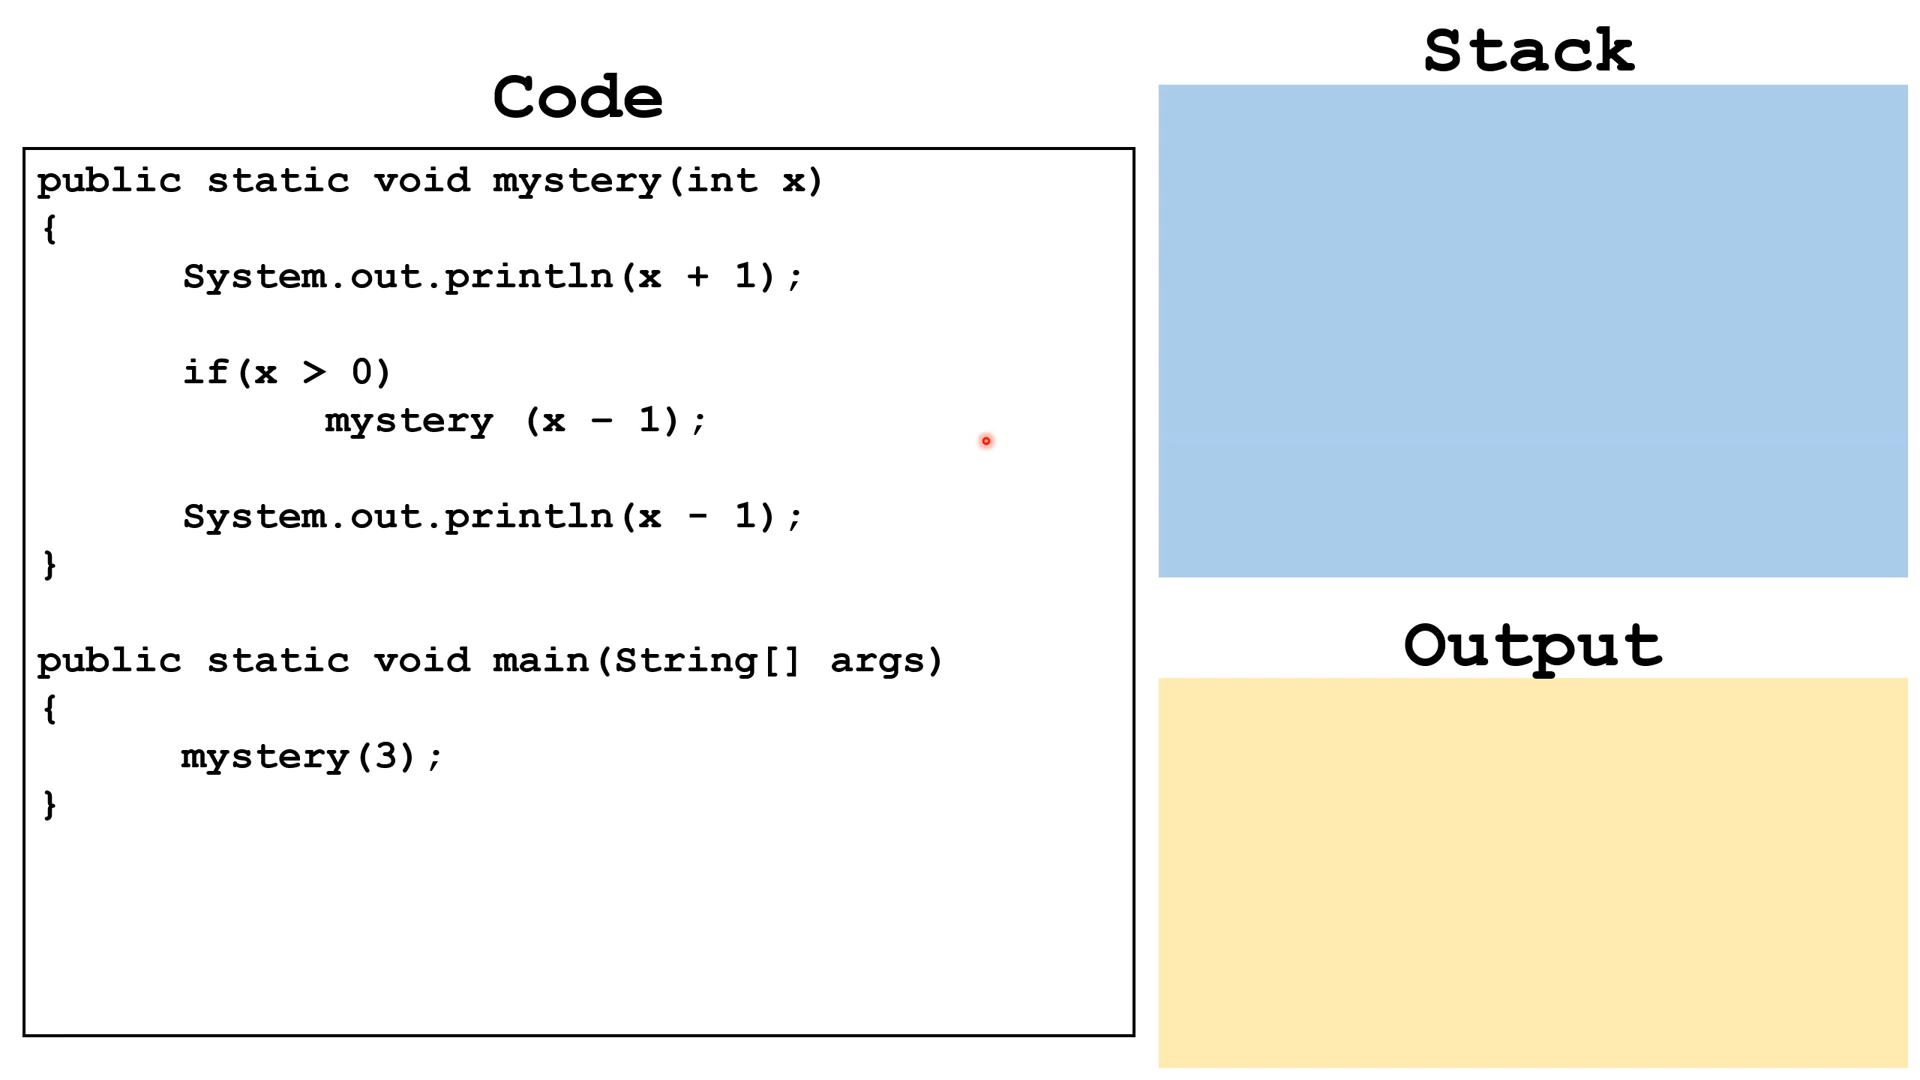 Code
public static void mystery(int x)
{
System.out.println(x + 1);
if(x > 0)
mystery (x – 1);
System.out.println(x - 1);
}
public static void main(String[] args)
{
mystery(3);
}
Stack
Output